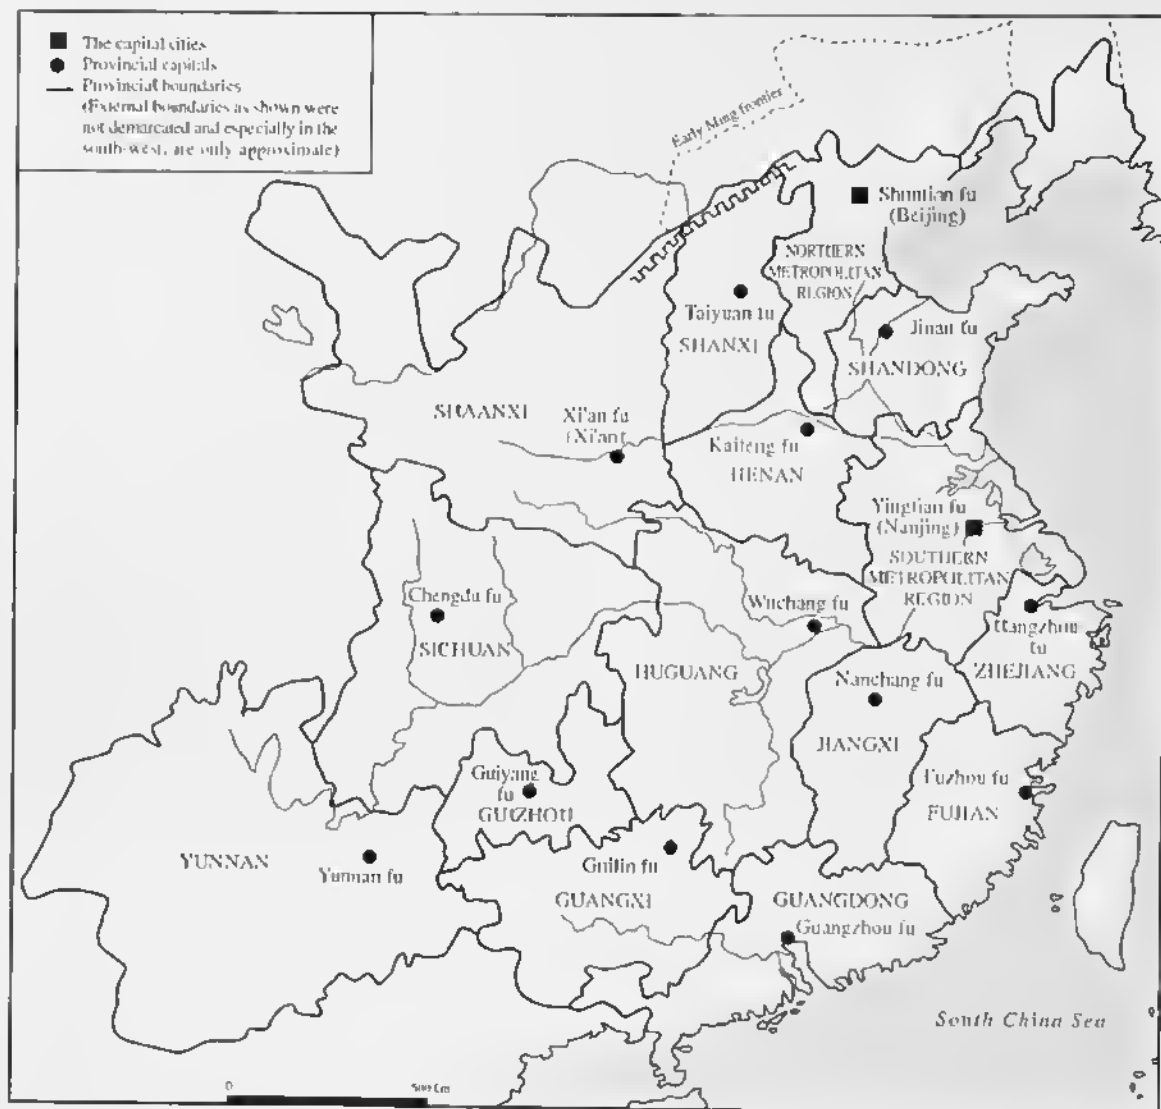 The capital cities
Provincial capitals
Provincial boundaries
(External boundaries as shown were
not demarcated and especially in the
south-west, are only approximate)
Early Ming frontier
Shuntian fu
(Beijing)
NORTHERN
METROPOLITAN
REGION
Taiyuan fu
SHANXI
Jinan fu
SHANDONG
SHAANXI
Xi'an fu
(Xi'an)
Kaifeng fu
HENAN
Yingtian fu
(Nanjing)
SOUTHERN
METROPOLITAN
REGION
Chengdu fu
SICHUAN
Wuchang fu
HUGUANG
Hangzhou
fu
ZHEJIANG
Nanchang fu
JIANGXI
Guiyang
fu
GUIZHOU
Fuzhou fu
FUJIAN
YUNNAN
Yunnan fu
Guilin fu
GUANGXI
GUANGDONG
Guangzhou fu
South China Sea
0
500 km